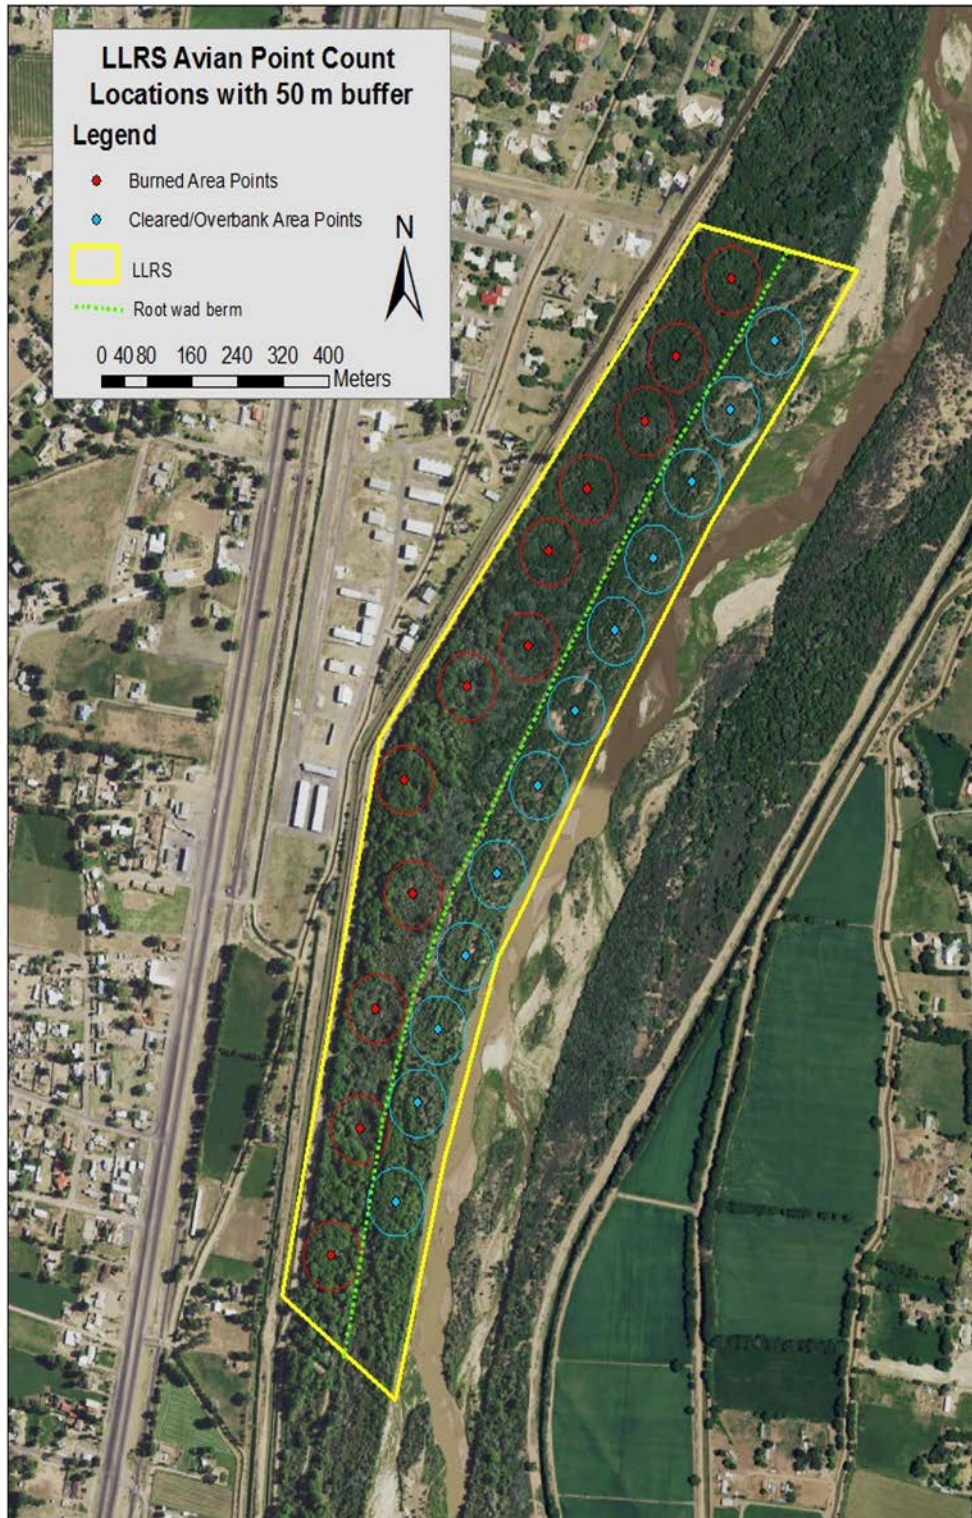 LLRS Avian Point Count
Locations with 50 m buffer
Legend
Burned Area Points
Cleared/Overbank Area Points
N
LLRS
Root wad berm
0 40 80 160 240 320 400
Meters